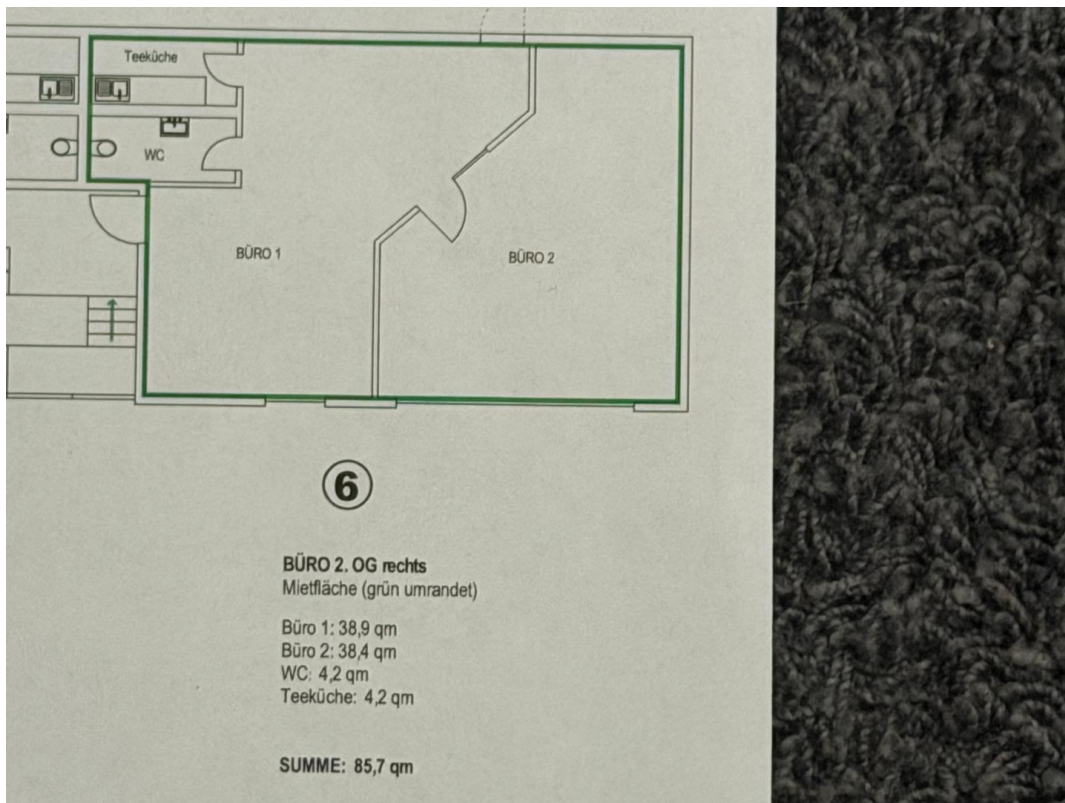 Teeküche
WC
BÜRO 1
BÜRO 2
6
BÜRO 2. OG rechts
Mietfläche (grün umrandet)
Büro 1: 38,9 qm
Büro 2: 38,4 qm
WC: 4,2 qm
Teeküche: 4,2 qm
SUMME: 85,7 qm